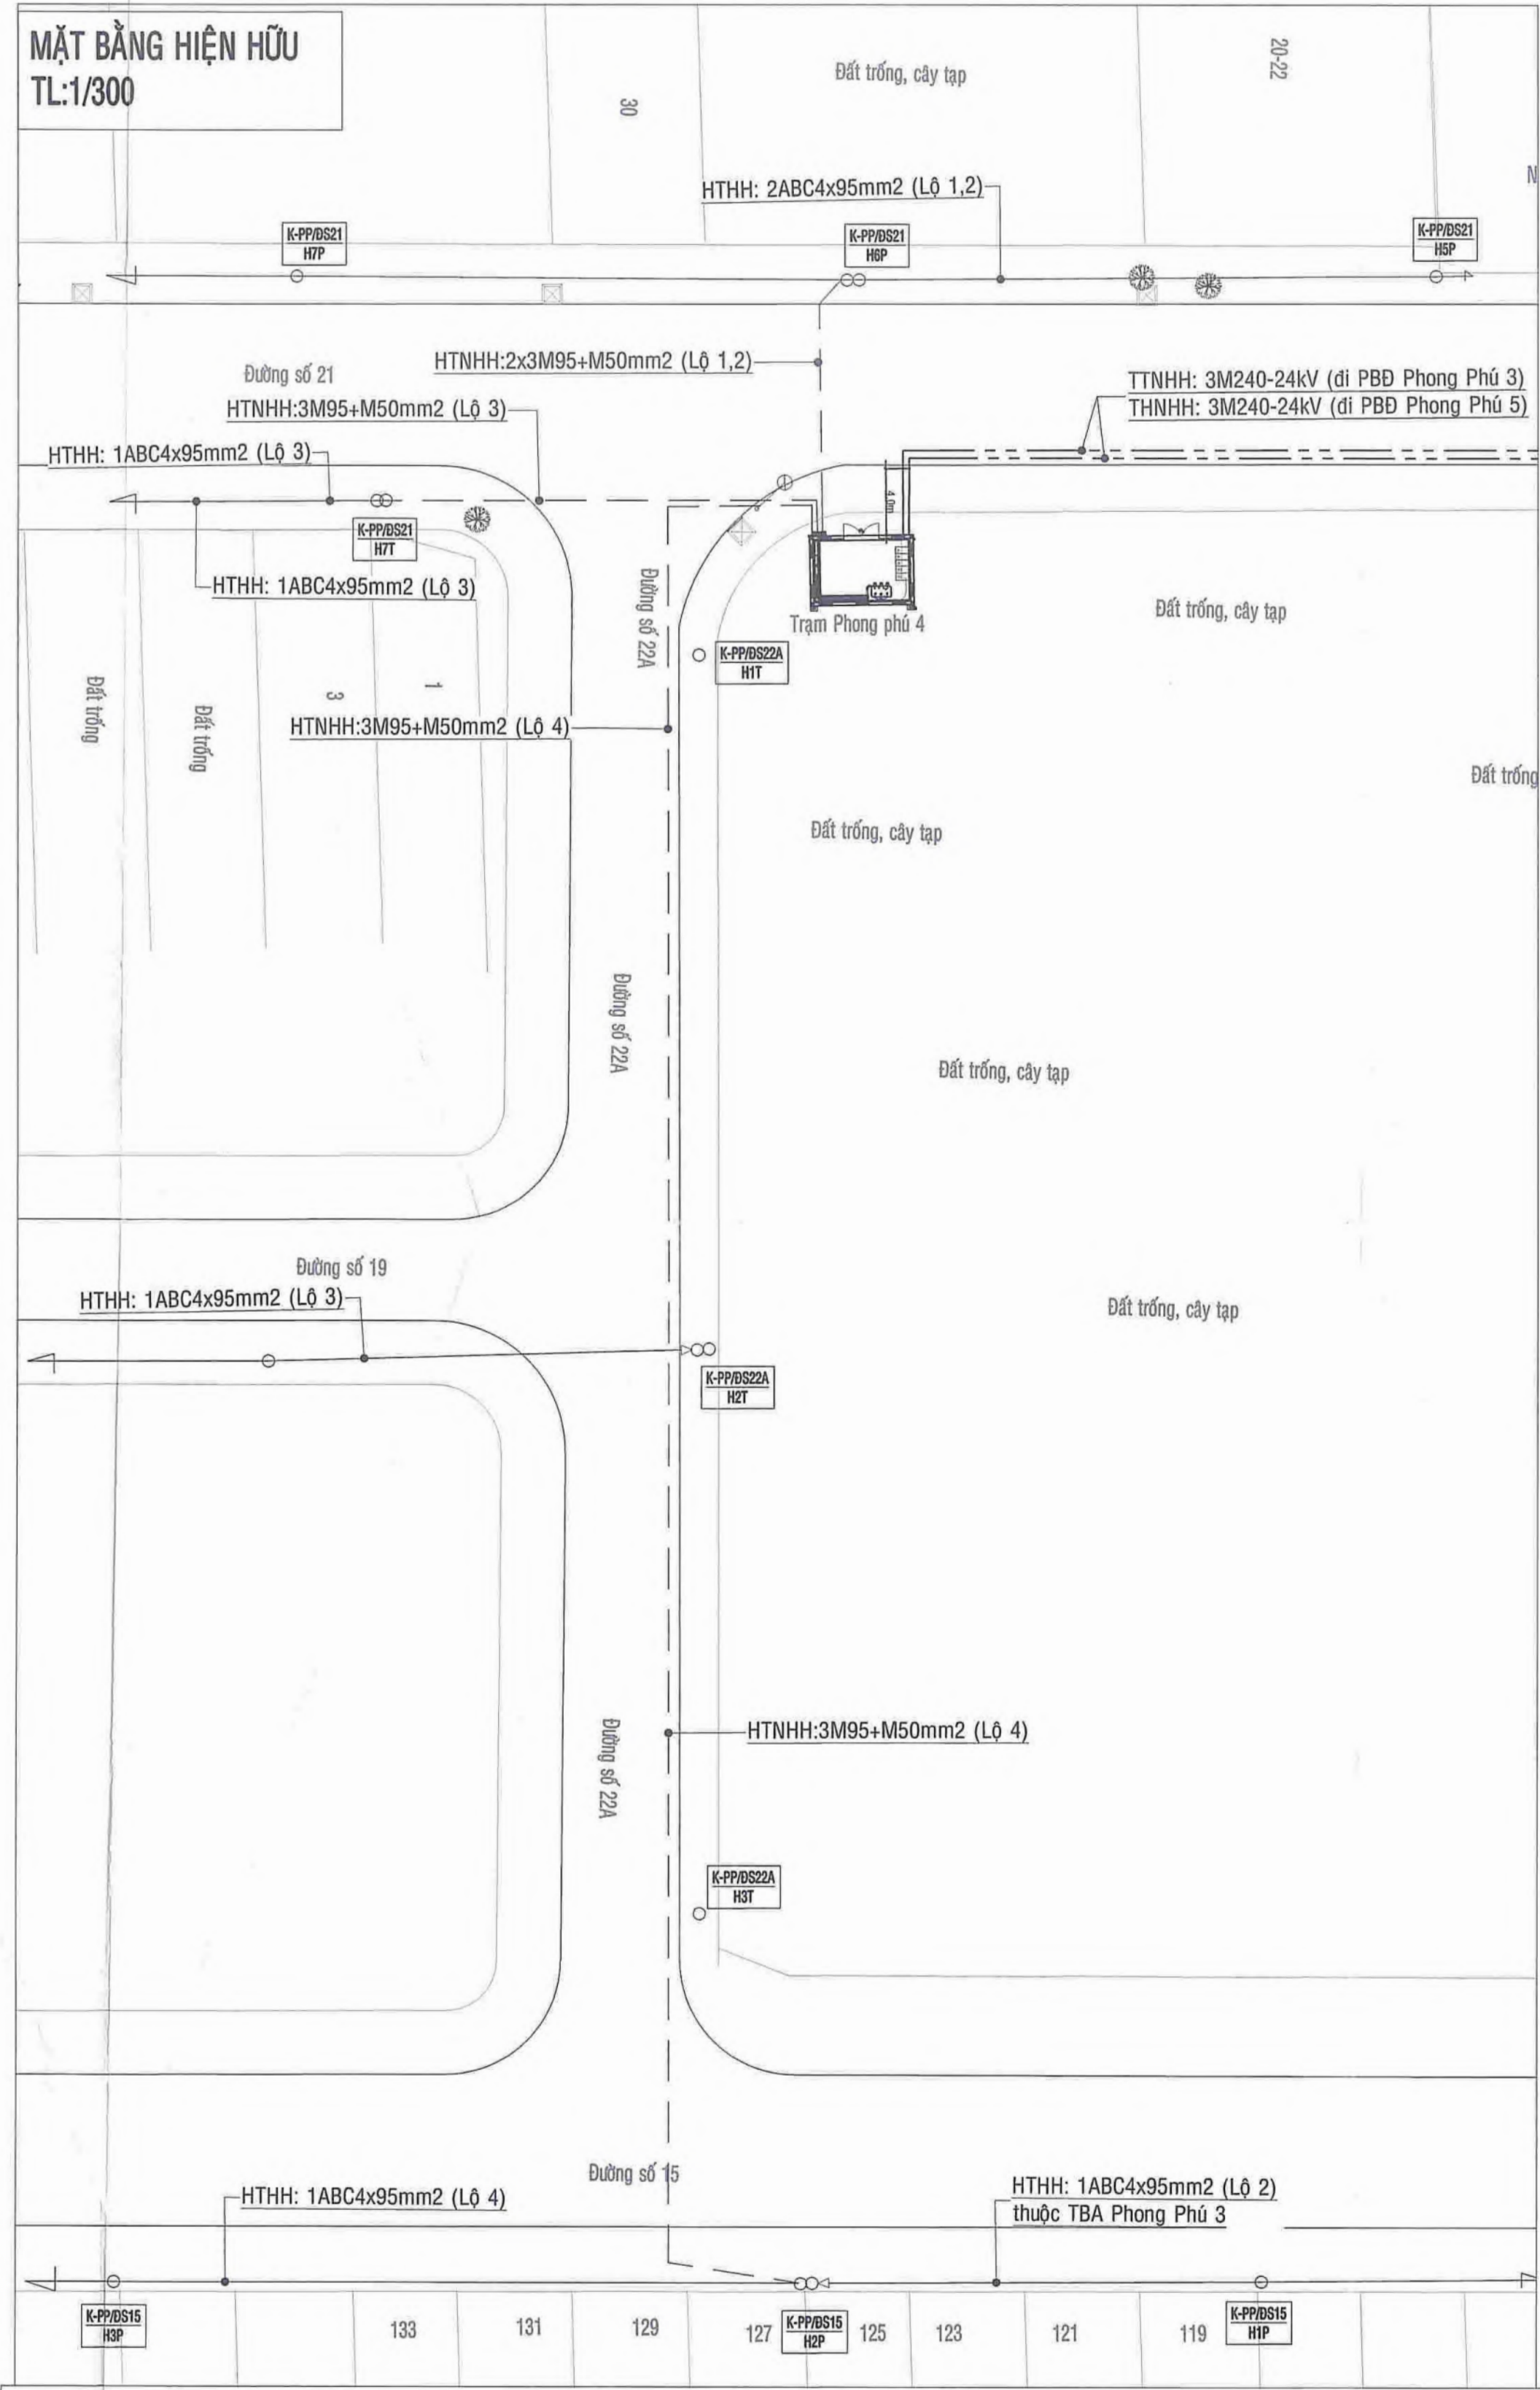 MẶT BẰNG HIỆN HỮU
TL:1/300
30
Đất trống, cây tạp
20-22
HTHH: 2ABC4x95mm2 (Lộ 1,2)
N
K-PP/ĐS21
H7P
K-PP/ĐS21
H6P
K-PP/ĐS21
H5P
Đường số 21
HTNHH:2x3M95+M50mm2 (Lộ 1,2)
TTNHH: 3M240-24kV (đi PBĐ Phong Phú 3)
THNHH: 3M240-24kV (đi PBĐ Phong Phú 5)
HTNHH:3M95+M50mm2 (Lộ 3)
HTHH: 1ABC4x95mm2 (Lộ 3)
4.0m
K-PP/ĐS21
H7T
HTHH: 1ABC4x95mm2 (Lộ 3)
Đường số 22A
Trạm Phong phú 4
Đất trống, cây tạp
K-PP/ĐS22A
H1T
Đất trống
Đất trống
3
1
HTNHH:3M95+M50mm2 (Lộ 4)
Đất trống
Đất trống, cây tạp
Đường số 22A
Đất trống, cây tạp
Đường số 19
HTHH: 1ABC4x95mm2 (Lộ 3)
Đất trống, cây tạp
K-PP/ĐS22A
H2T
HTNHH:3M95+M50mm2 (Lộ 4)
Đường số 22A
K-PP/ĐS22A
H3T
Đường số 15
HTHH: 1ABC4x95mm2 (Lộ 4)
HTHH: 1ABC4x95mm2 (Lộ 2)
thuộc TBA Phong Phú 3
K-PP/ĐS15
H3P
133
131
129
127
K-PP/ĐS15
H2P
125
123
121
119
K-PP/ĐS15
H1P